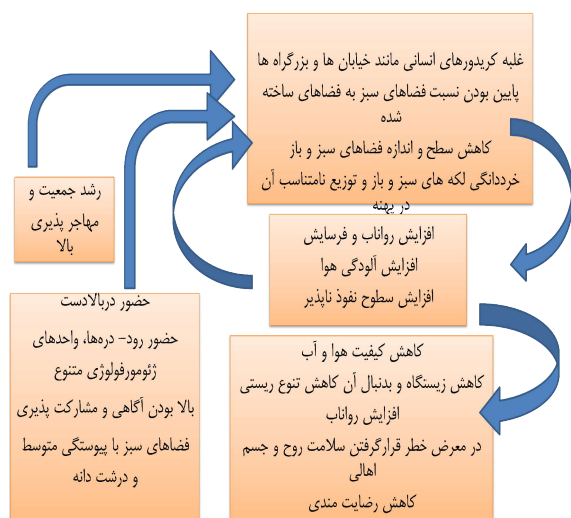 غلبه کریدورهای انسانی مانند خیابان ها و بزرگراه ها
پایین بودن نسبت فضاهای سبز به فضاهای ساخته
شده
کاهش سطح و اندازه فضاهای سبز و باز
خرددانگی لکه های سبز و باز و توزیع نامتناسب آن
در پهنه
رشد جمعیت و
مهاجر پذیری
بالا
افزایش رواناب و فرسایش
افزایش آلودگی هوا
افزایش سطوح نفوذ ناپذیر
حضور دربالادست
حضور رود- دره‌ها، واحدهای
ژئومورفولوژی متنوع
بالا بودن آگاهی و مشارکت پذیری
فضاهای سبز با پیوستگی متوسط
و درشت دانه
کاهش کیفیت هوا و آب
کاهش زیستگاه و بدنبال آن کاهش تنوع ریستی
افزایش رواناب
در معرض خطر قرارگرفتن سلامت روح و جسم
اهالی
کاهش رضایت مندی